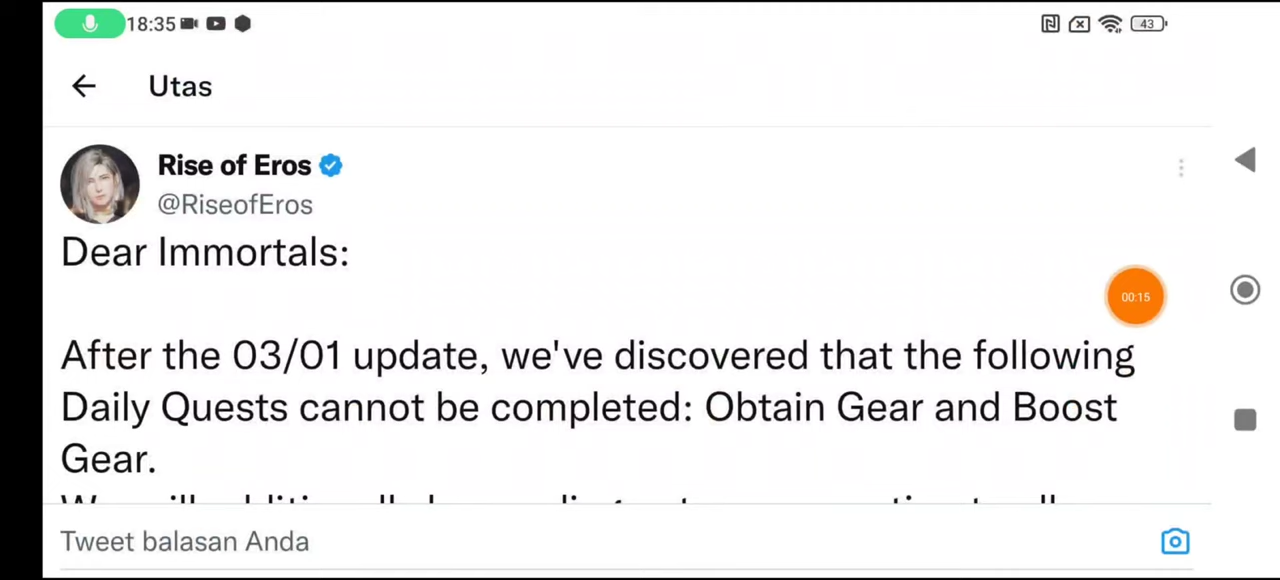 18:35
43
Utas
Rise of Eros
@RiseofEros
Dear Immortals:
00:15
After the 03/01 update, we've discovered that the following
Daily Quests cannot be completed: Obtain Gear and Boost
Gear.
Tweet balasan Anda